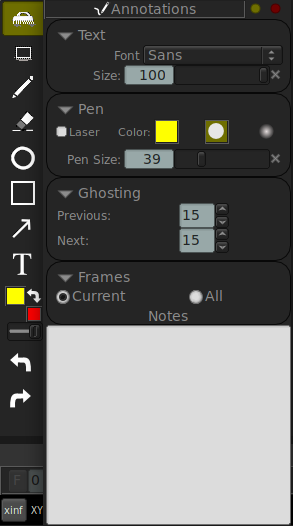 Annotations
Text
Font Sans
Size: 100
Pen
Laser Color:
Pen Size: 39
Ghosting
Previous: 15
Next: 15
Frames
Current All
Notes
T
F 0
xinf XY